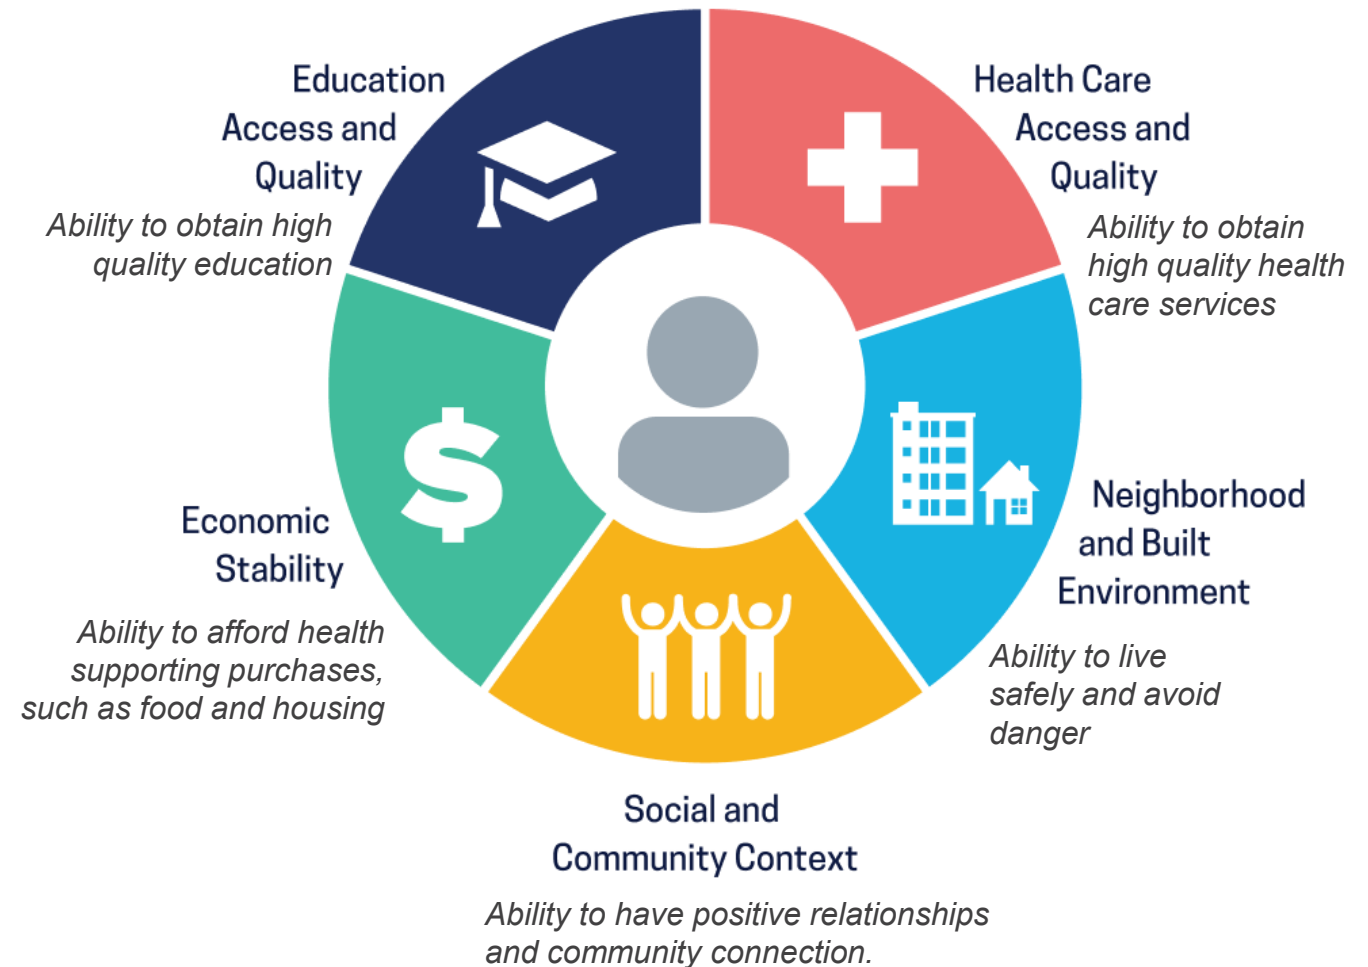 Education
Access and
Quality
Ability to obtain high
quality education
Health Care
Access and
Quality
Ability to obtain
high quality health
care services
Economic
Stability
Ability to afford health
supporting purchases,
such as food and housing
Neighborhood
and Built
Environment
Ability to live
safely and avoid
danger
Social and
Community Context
Ability to have positive relationships
and community connection.
$